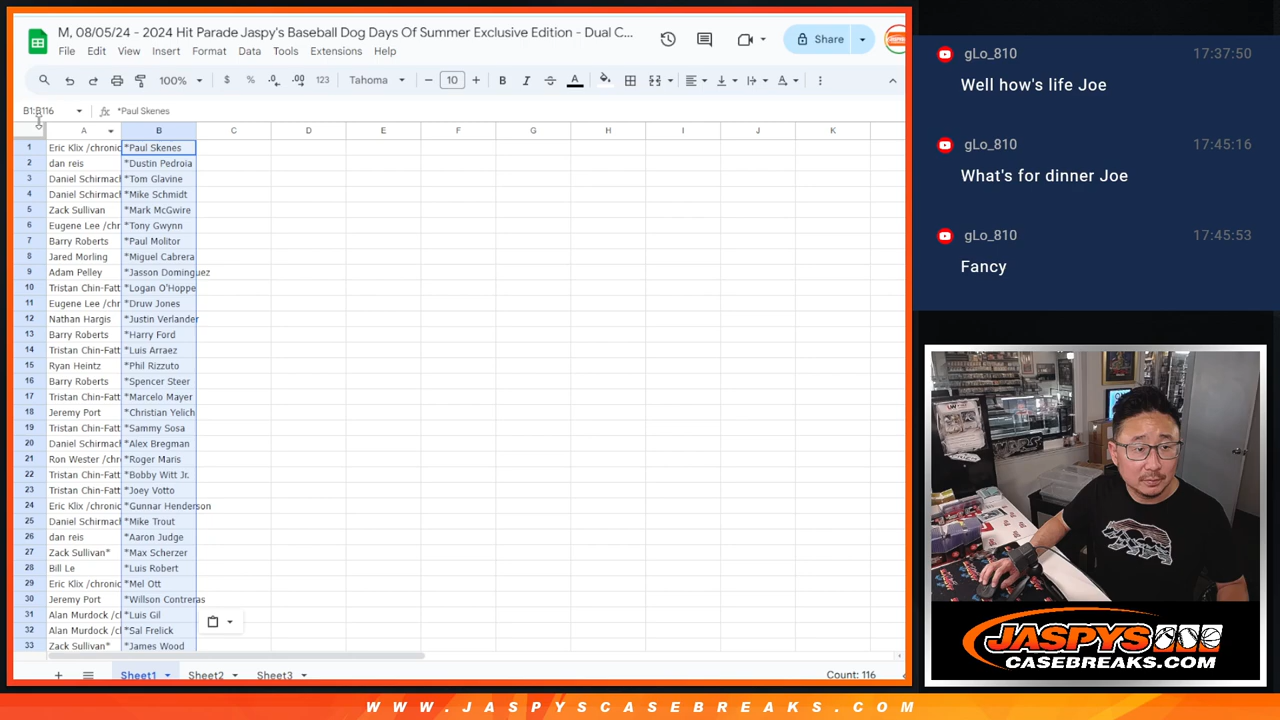 M, 08/05/24 - 2024 Hit Parade Jaspy's Baseball Dog Days Of Summer Exclusive Edition - Dual C...
File Edit View Insert Format Data Tools Extensions Help
Share
100% $ % .0 .00 123 Tahoma 10 B I A
B1:B116 fx *Paul Skenes
A B C D E F G H I J K
1 Eric Klix /chronic *Paul Skenes
2 dan reis *Dustin Pedroia
3 Daniel Schirmach *Tom Glavine
4 Daniel Schirmach *Mike Schmidt
5 Zack Sullivan *Mark McGwire
6 Eugene Lee /chr *Tony Gwynn
7 Barry Roberts *Paul Molitor
8 Jared Morling *Miguel Cabrera
9 Adam Pelley *Jasson Dominguez
10 Tristan Chin-Fatt *Logan O'Hoppe
11 Eugene Lee /chr *Druw Jones
12 Nathan Hargis *Justin Verlander
13 Barry Roberts *Harry Ford
14 Tristan Chin-Fatt *Luis Arraez
15 Ryan Heintz *Phil Rizzuto
16 Barry Roberts *Spencer Steer
17 Tristan Chin-Fatt *Marcelo Mayer
18 Jeremy Port *Christian Yelich
19 Tristan Chin-Fatt *Sammy Sosa
20 Daniel Schirmach *Alex Bregman
21 Ron Wester /chro *Roger Maris
22 Tristan Chin-Fatt *Bobby Witt Jr.
23 Tristan Chin-Fatt *Joey Votto
24 Eric Klix /chronic *Gunnar Henderson
25 Daniel Schirmach *Mike Trout
26 dan reis *Aaron Judge
27 Zack Sullivan* *Max Scherzer
28 Bill Le *Luis Robert
29 Eric Klix /chronic *Mel Ott
30 Jeremy Port *Willson Contreras
31 Alan Murdock /cl *Luis Gil
32 Alan Murdock /cl *Sal Frelick
33 Zack Sullivan* *James Wood
Sheet1 Sheet2 Sheet3 Count: 116
gLo_810 17:37:50
Well how's life Joe
gLo_810 17:45:16
What's for dinner Joe
gLo_810 17:45:53
Fancy
JASPYS
CASEBREAKS.COM
WWW.JASPYSCASEBREAKS.COM